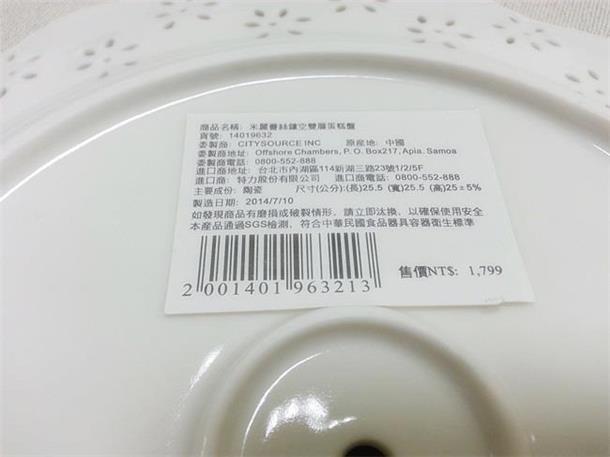 商品名稱: 米麗蕾絲鏤空雙層蛋糕盤
貨號: 14019632
委製商: CITYSOURCE INC 原産地: 中國
委製商地址: Offshore Chambers, P. O. Box217, Apia. Samoa
委製商電話: 0800-552-888
進口商地址: 台北市內湖區114新湖三路23號1/2/5F
進口商: 特力股份有限公司 進口商電話: 0800-552-888
主要成份: 陶瓷 尺寸(公分):(長)25.5 (寬)25.5 (高)25±5%
製造日期: 2014/7/10
如發現商品有磨損或破裂情形, 請立即汰換, 以確保使用安全
本產品通過SGS檢測, 符合中華民國食品器具容器衛生標準
售價NT$: 1,799
2 001401 963213